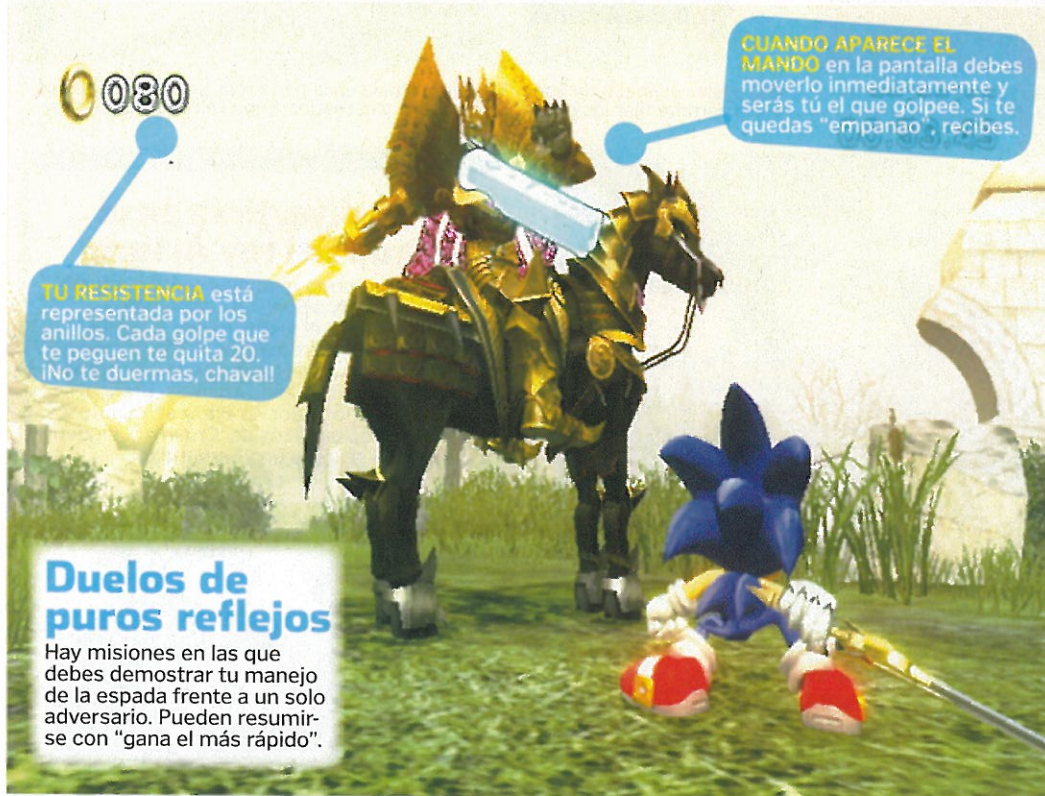 080
CUANDO APARECE EL
MANDO en la pantalla debes
moverlo inmediatamente y
serás tú el que golpee. Si te
quedas "empanao" recibes.
TU RESISTENCIA está
representada por los
anillos. Cada golpe que
te peguen te quita 20.
¡No te duermas, chaval!
Duelos de
puros reflejos
Hay misiones en las que
debes demostrar tu manejo
de la espada frente a un solo
adversario. Pueden resumir-
se con "gana el más rápido".